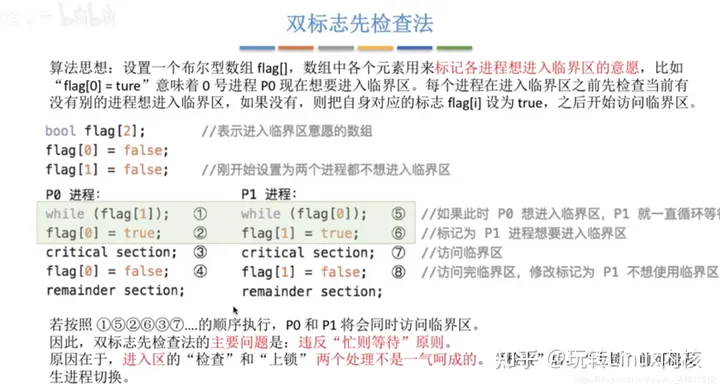 双标志先检查法
算法思想：设置一个布尔型数组 flag[]，数组中各个元素用来标记各进程想进入临界区的意愿，比如
“flag[0] = ture”意味着 0 号进程 P0 现在想要进入临界区。每个进程在进入临界区之前先检查当前有
没有别的进程想进入临界区，如果没有，则把自身对应的标志 flag[i] 设为 true，之后开始访问临界区。
bool flag[2]; //表示进入临界区意愿的数组
flag[0] = false;
flag[1] = false; //刚开始设置为两个进程都不想进入临界区
P0 进程： P1 进程：
while (flag[1]); ① while (flag[0]); ⑤ //如果此时 P0 想进入临界区，P1 就一直循环等
flag[0] = true; ② flag[1] = true; ⑥ //标记为 P1 进程想要进入临界区
critical section; ③ critical section; ⑦ //访问临界区
flag[0] = false; ④ flag[1] = false; ⑧ //访问完临界区，修改标记为 P1 不想使用临界区
remainder section; remainder section;
若按照 ①⑤②⑥③⑦....的顺序执行，P0 和 P1 将会同时访问临界区。
因此，双标志先检查法的主要问题是：违反“忙则等待”原则。
原因在于，进入区的“检查”和“上锁” 两个处理不是一气呵成的。
知乎 @玩转Linux内核
生进程切换。